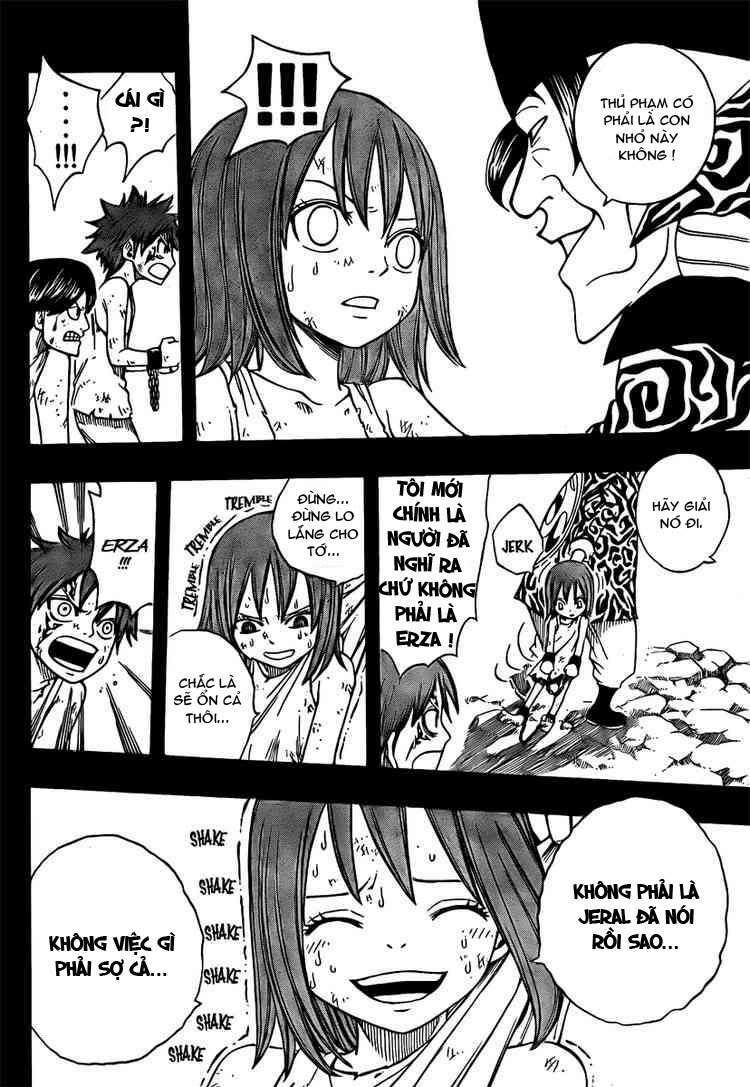 THỦ PHẠM CÓ
PHẢI LÀ CON
NHỎ NÀY
KHÔNG !
!!!
CÁI GÌ
?!
...!!!
HÃY GIẢI
NÓ ĐI.
JERK
TÔI MỚI
CHÍNH LÀ
NGƯỜI ĐÃ
NGHĨ RA
CHỨ KHÔNG
PHẢI LÀ
ERZA !
ĐỪNG...
ĐỪNG LO
LẮNG CHO
TỚ...
TREMBLE
TREMBLE
TREMBLE
CHẮC LÀ
SẼ ỔN CẢ
THÔI...
ERZA
!!!
KHÔNG PHẢI LÀ
JERAL ĐÃ NÓI
RỒI SAO...
SHAKE
SHAKE
SHAKE
SHAKE
SHAKE
SHAKE
KHÔNG VIỆC GÌ
PHẢI SỢ CẢ...